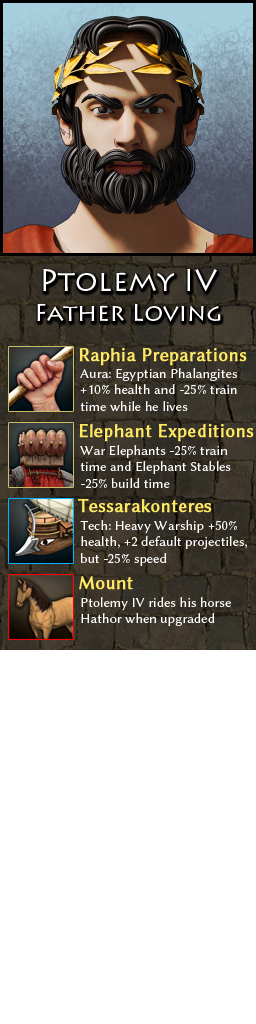 Ptolemy IV
Father Loving
Raphia Preparations
Aura: Egyptian Phalangites
+10% health and -25% train
time while he lives
Elephant Expeditions
War Elephants -25% train
time and Elephant Stables
-25% build time
Tessarakonteres
Tech: Heavy Warship +50%
health, +2 default projectiles,
but -25% speed
Mount
Ptolemy IV rides his horse
Hathor when upgraded